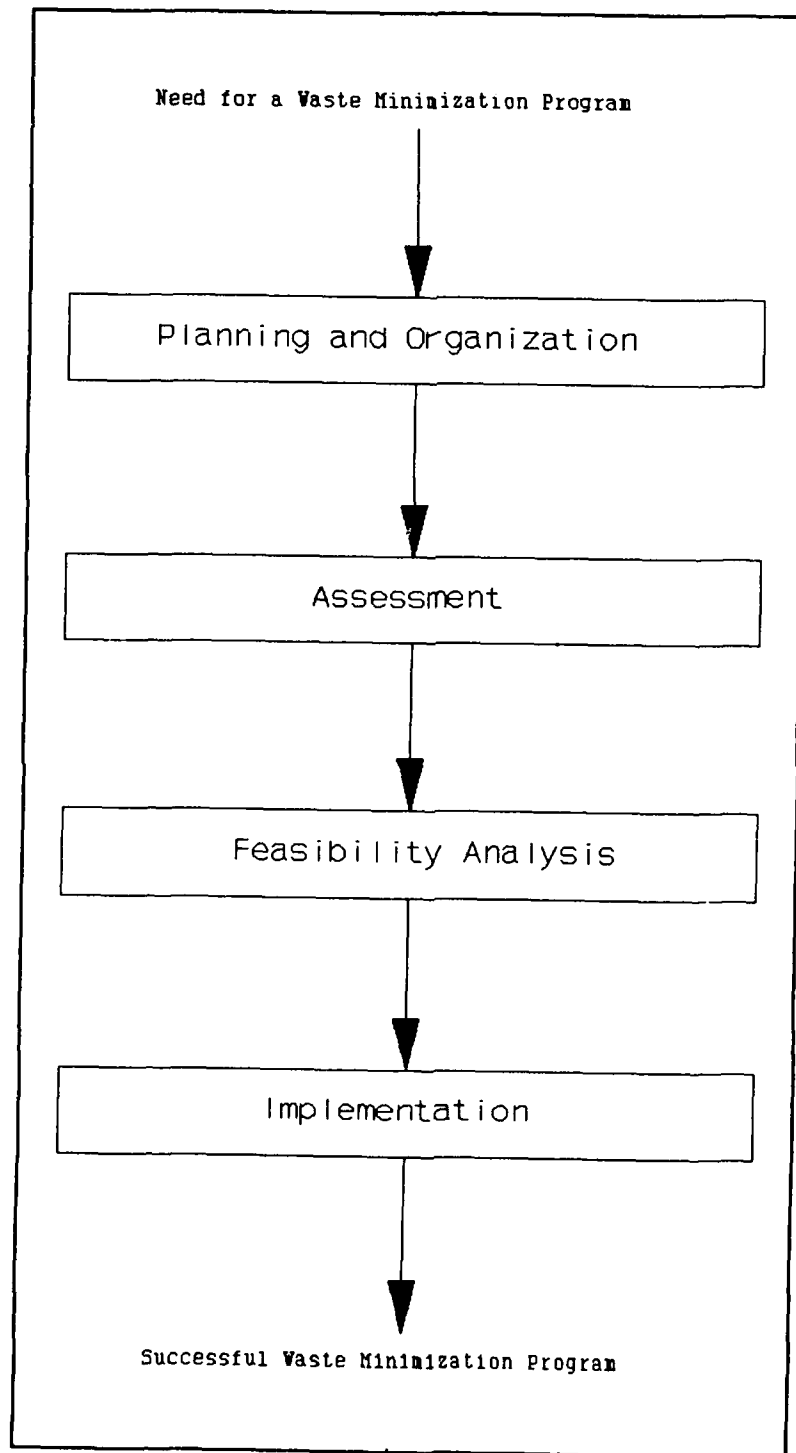 Need for a Waste Minimization Program
Planning and Organization
Assessment
Feasibility Analysis
Implementation
Successful Waste Minimization Program